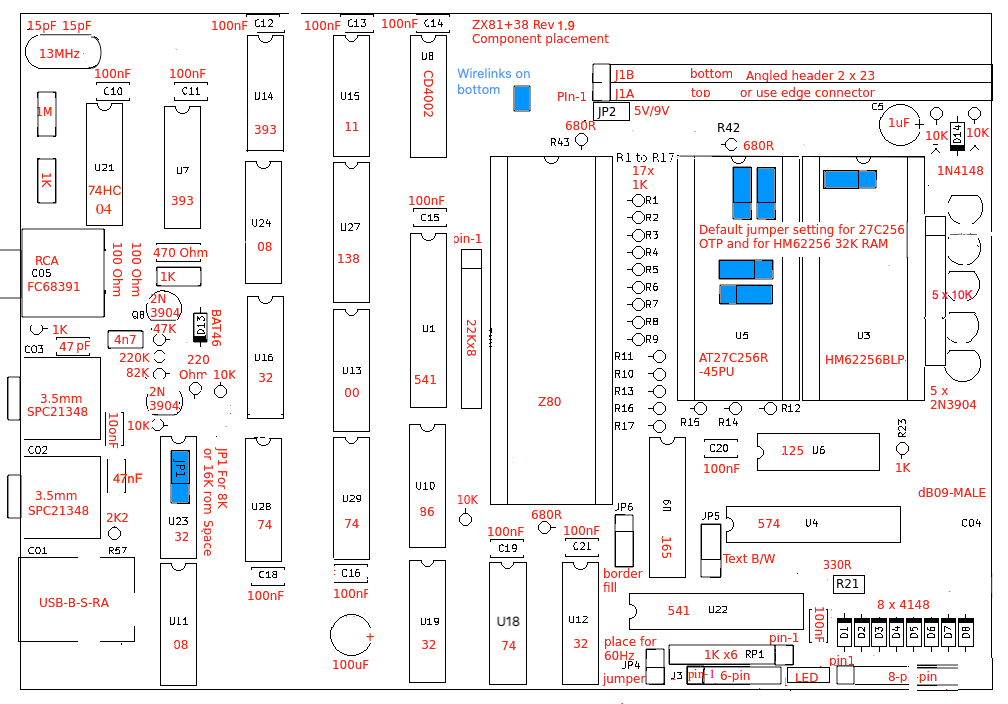 15pF 15pF
13MHz
100nF C12
100nF C13
100nF C14
ZX81+38 Rev 1.9
Component placement
100nF
C10
100nF
C11
1M
1K
U21
74HC
04
U7
393
U14
393
U15
11
U8
CD4002
Wirelinks on
bottom
PIn-1
J1B bottom Angled header 2 x 23
J1A top or use edge connector
JP2 5V/9V
680R
R43
R42
680R
C5
1uF +
10K
D14
10K
1N4148
R1 to R17
17x
1K
R1
R2
R3
R4
R5
R6
R7
R8
R9
R11
R10
R13
R16
R17
Default jumper setting for 27C256
OTP and for HM62256 32K RAM
U5
AT27C256R
-45PU
U3
HM62256BLP-
5 x 10K
5 x
2N3904
R15
R14
R12
U24
08
U27
138
100nF
C15
U1
541
pin-1
22Kx8
Z80
RCA
CO5
FC68391
100 Ohm
100 Ohm
470 Ohm
1K
2N
3904
Q8
47K
D13
BAT46
1K
47 pF
4n7
CO3
220K
82K
220
Ohm 10K
2N
3904
10K
3.5mm
SPC21348
100nF
CO2
3.5mm
SPC21348
47nF
2K2
R57
CO1
USB-B-S-RA
JP1
U23
32
JP1 For 8K
or 16K rom Space
U11
08
U16
32
U13
00
U28
74
U29
74
U10
86
C18
100nF
C16
100nF
+
100uF
U19
32
10K
680R
100nF
C19
U18
74
100nF
C21
U12
32
JP6
border
fill
U9
165
C20
100nF
125 U6
R23
1K
dB09-MALE
CO4
574 U4
JP5
Text B/W
330R
R21
541 U22
100nF
8 x 4148
D1 D2 D3 D4 D5 D6 D7 D8
place for
60Hz
JP4
jumper
1K x6 RP1
pin-1
J3 pin-1 6-pin
LED
pin1
8-p -pin